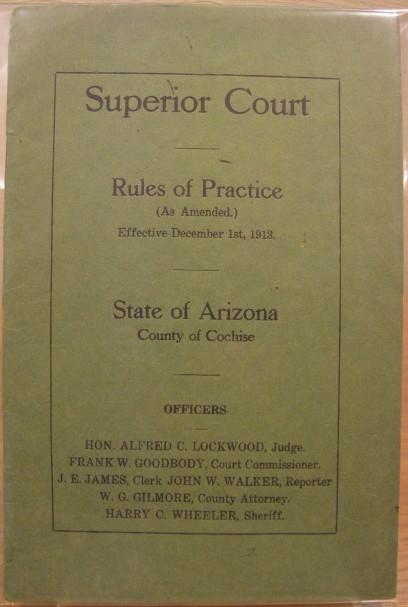 Superior Court
Rules of Practice
(As Amended.)
Effective December 1st, 1913.
State of Arizona
County of Cochise
OFFICERS
HON. ALFRED C. LOCKWOOD, Judge.
FRANK W. GOODBODY, Court Commissioner.
J. E. JAMES, Clerk JOHN W. WALKER, Reporter
W. G. GILMORE, County Attorney.
HARRY C. WHEELER, Sheriff.